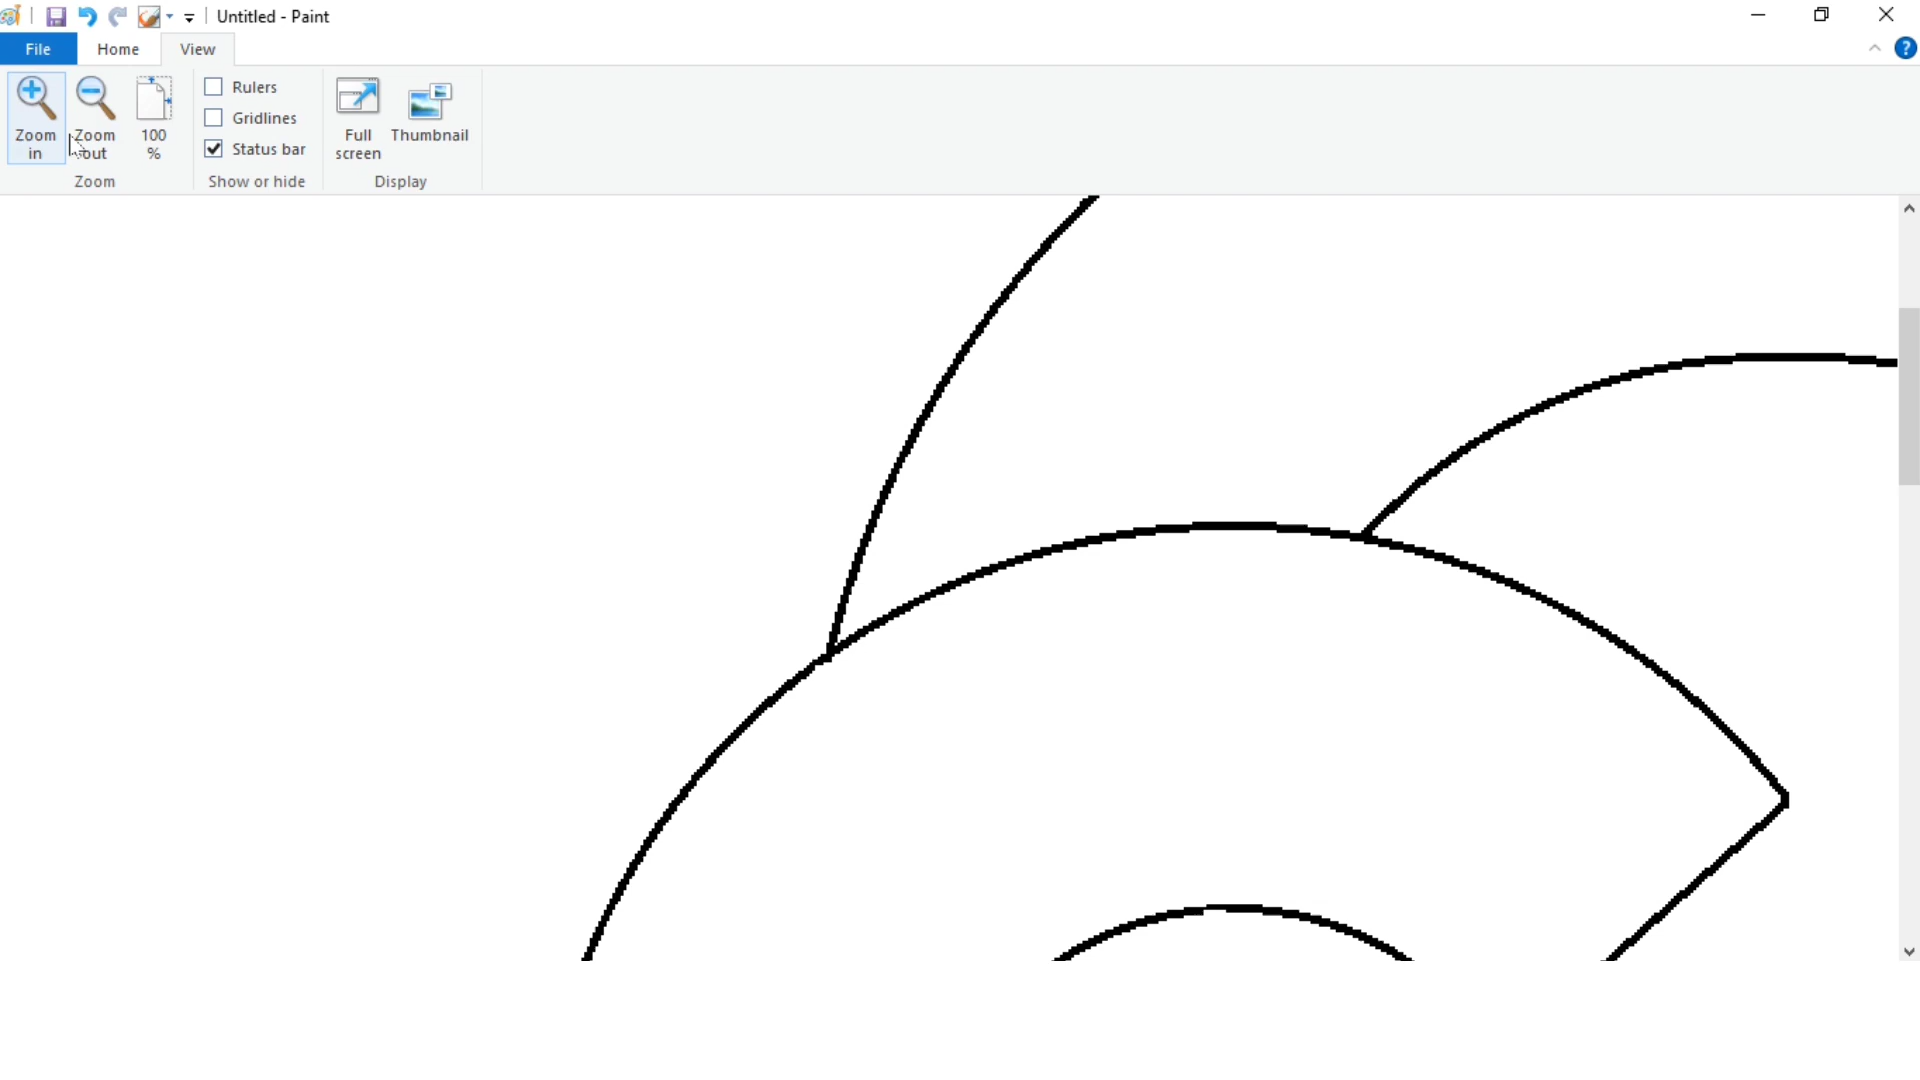 Untitled - Paint
File Home View ?
Zoom in
Zoom out
100 %
Rulers
Gridlines
Status bar
Full screen
Thumbnail
Zoom
Show or hide
Display